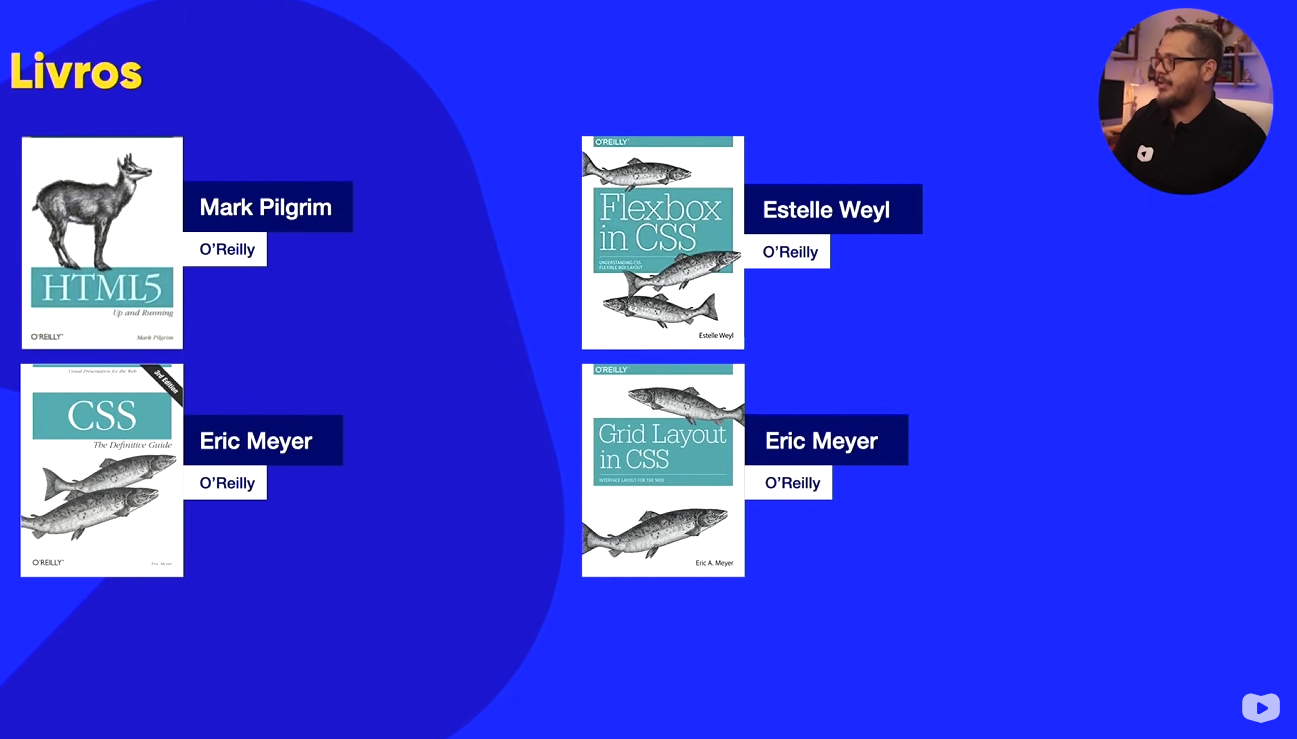 Livros
HTML5
Up and Running
O'REILLY
Mark Pilgrim
Mark Pilgrim
O'Reilly
O'REILLY
Flexbox
in CSS
UNDERSTANDING CSS
FLEXIBLE BOX LAYOUT
Estelle Weyl
Estelle Weyl
O'Reilly
Visual Presentation for the Web
3rd Edition
CSS
The Definitive Guide
O'REILLY
Eric Meyer
Eric Meyer
O'Reilly
O'REILLY
Grid Layout
in CSS
INTERFACE LAYOUT FOR THE WEB
Eric A. Meyer
Eric Meyer
O'Reilly